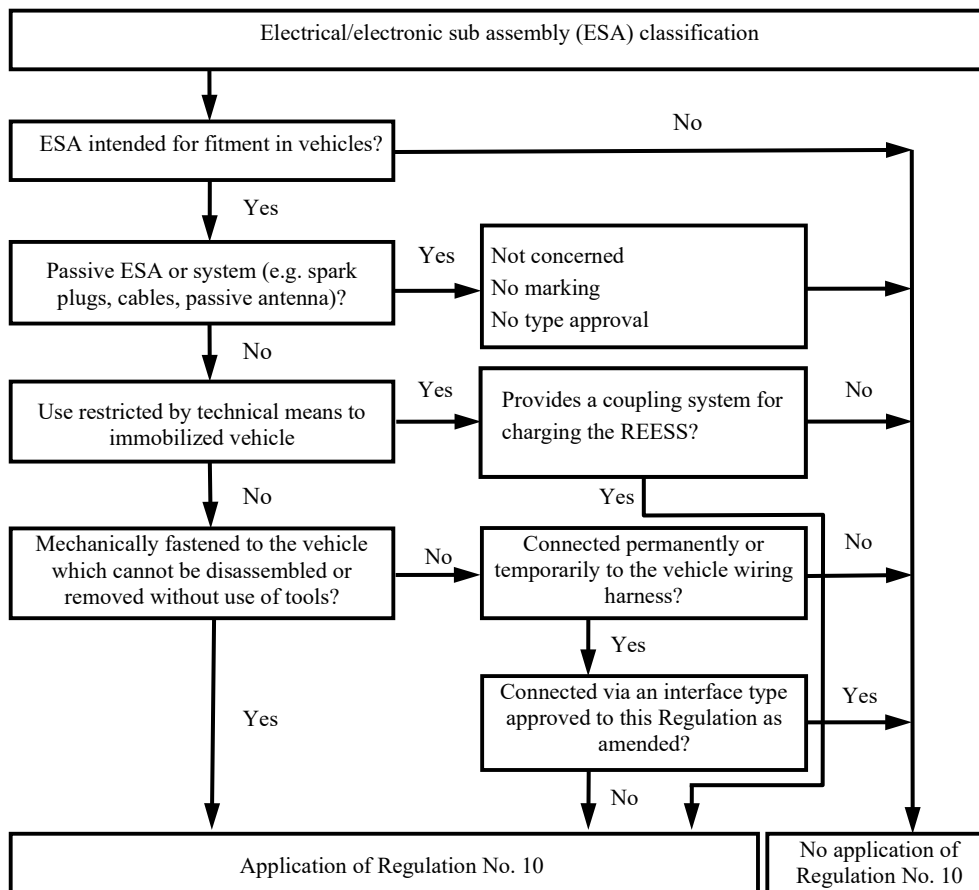 Electrical/electronic sub assembly (ESA) classification
No
ESA intended for fitment in vehicles?
Yes
Passive ESA or system (e.g. spark
plugs, cables, passive antenna)?
Yes
Not concerned
No marking
No type approval
No
Use restricted by technical means to
immobilized vehicle
Yes
Provides a coupling system for
charging the REESS?
No
No
Yes
Mechanically fastened to the vehicle
which cannot be disassembled or
removed without use of tools?
No
Connected permanently or
temporarily to the vehicle wiring
harness?
No
Yes
Yes
Connected via an interface type
approved to this Regulation as
amended?
Yes
No
Application of Regulation No. 10
No application of
Regulation No. 10